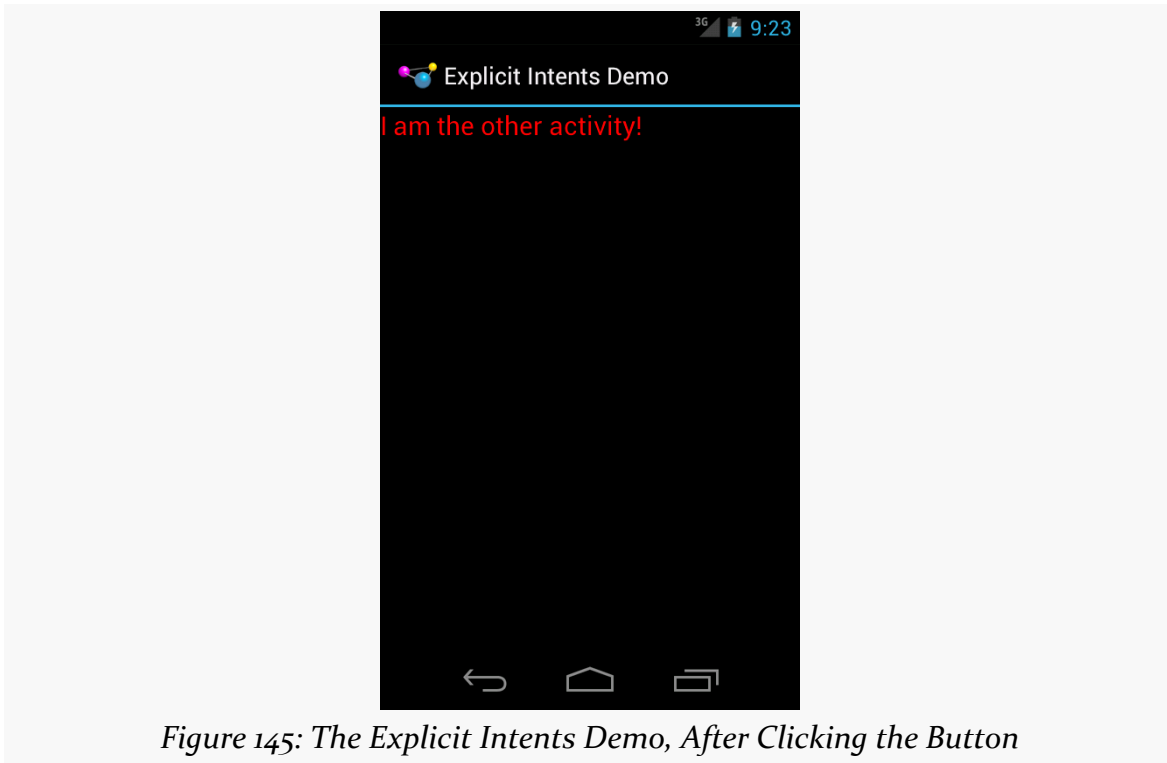 3G 9:23
Explicit Intents Demo
I am the other activity!
Figure 145: The Explicit Intents Demo, After Clicking the Button